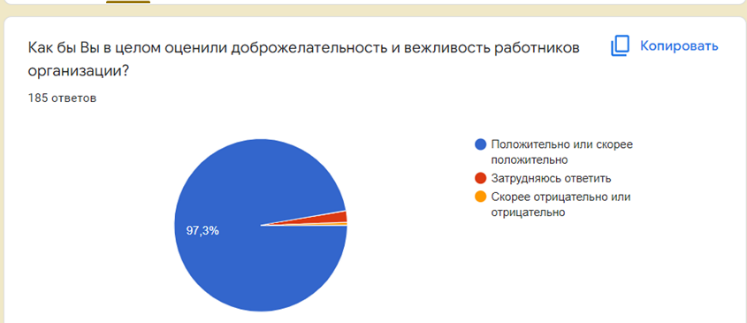 Как бы Вы в целом оценили доброжелательность и вежливость работников
организации?
Копировать
185 ответов
97,3%
Положительно или скорее
положительно
Затрудняюсь ответить
Скорее отрицательно или
отрицательно